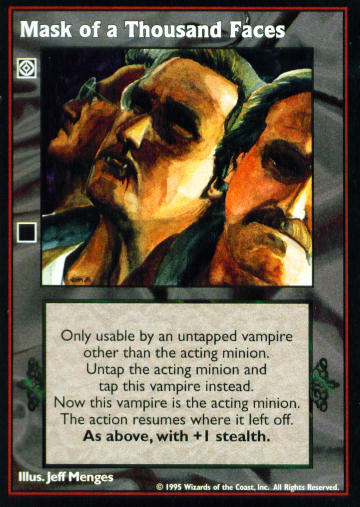 Mask of a Thousand Faces
Only usable by an untapped vampire
other than the acting minion.
Untap the acting minion and
tap this vampire instead.
Now this vampire is the acting minion.
The action resumes where it left off.
As above, with +1 stealth.
Illus. Jeff Menges
© 1995 Wizards of the Coast, Inc. All Rights Reserved.